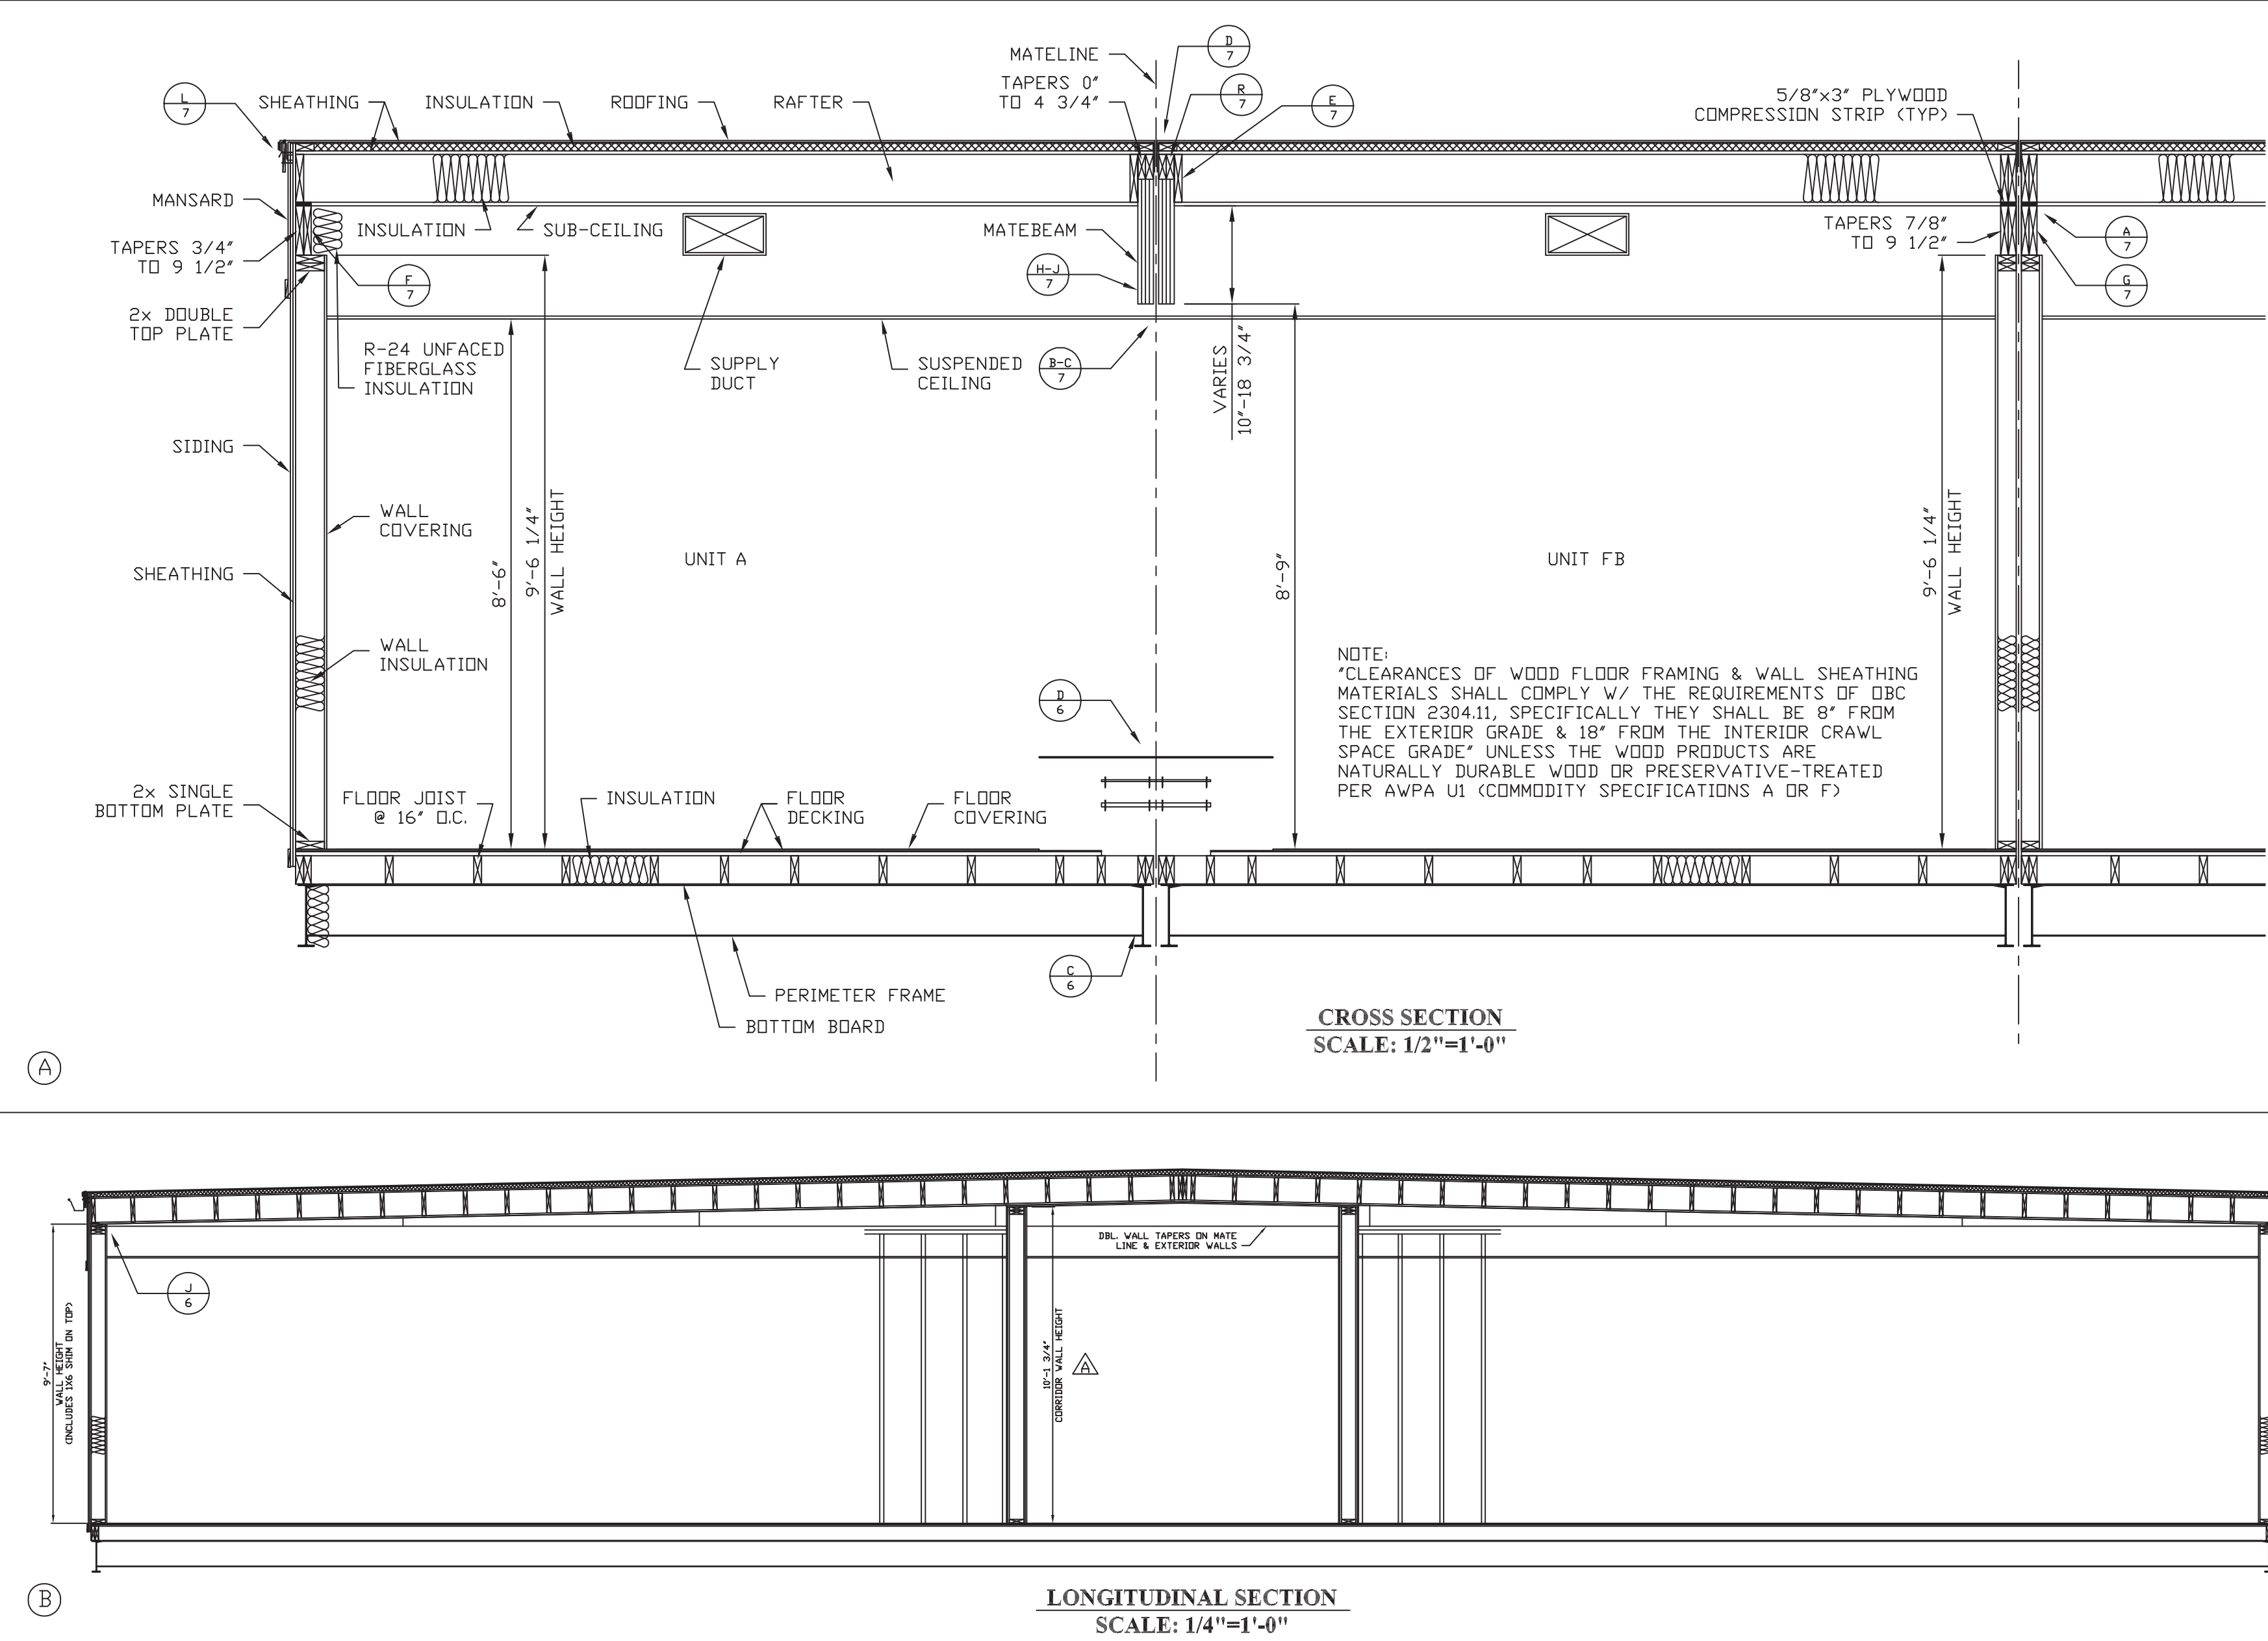 MATELINE
D
7
TAPERS 0"
TO 4 3/4"
R
7
E
7
L
7
SHEATHING
INSULATION
ROOFING
RAFTER
5/8"x3" PLYWOOD
COMPRESSION STRIP (TYP)
MANSARD
TAPERS 3/4"
TO 9 1/2"
2x DOUBLE
TOP PLATE
INSULATION
SUB-CEILING
MATEBEAM
TAPERS 7/8"
TO 9 1/2"
A
7
G
7
F
7
H-J
7
R-24 UNFACED
FIBERGLASS
INSULATION
SUPPLY
DUCT
SUSPENDED
CEILING
B-C
7
VARIES
10"-18 3/4"
SIDING
WALL
COVERING
SHEATHING
8'-6"
9'-6 1/4"
WALL HEIGHT
UNIT A
8'-9"
UNIT FB
9'-6 1/4"
WALL HEIGHT
WALL
INSULATION
NOTE:
"CLEARANCES OF WOOD FLOOR FRAMING & WALL SHEATHING
MATERIALS SHALL COMPLY W/ THE REQUIREMENTS OF OBC
SECTION 2304.11, SPECIFICALLY THEY SHALL BE 8" FROM
THE EXTERIOR GRADE & 18" FROM THE INTERIOR CRAWL
SPACE GRADE" UNLESS THE WOOD PRODUCTS ARE
NATURALLY DURABLE WOOD OR PRESERVATIVE-TREATED
PER AWPA U1 (COMMODITY SPECIFICATIONS A OR F)
D
6
2x SINGLE
BOTTOM PLATE
FLOOR JOIST
@ 16" O.C.
INSULATION
FLOOR
DECKING
FLOOR
COVERING
C
6
PERIMETER FRAME
BOTTOM BOARD
CROSS SECTION
SCALE: 1/2"=1'-0"
A
DBL. WALL TAPERS ON MATE
LINE & EXTERIOR WALLS
J
6
9'-7"
WALL HEIGHT
(INCLUDES 1X6 SHIM ON TOP)
10'-1 3/4"
CORRIDOR WALL HEIGHT
A
B
LONGITUDINAL SECTION
SCALE: 1/4"=1'-0"